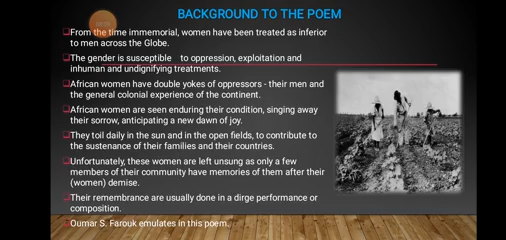 BACKGROUND TO THE POEM
From the time immemorial, women have been treated as inferior
to men across the Globe.
The gender is susceptible to oppression, exploitation and
inhuman and undignifying treatments.
African women have double yokes of oppressors - their men and
the general colonial experience of the continent.
African women are seen enduring their condition, singing away
their sorrow, anticipating a new dawn of joy.
They toil daily in the sun and in the open fields, to contribute to
the sustenance of their families and their countries.
Unfortunately, these women are left unsung as only a few
members of their community have memories of them after their
(women) demise.
Their remembrance are usually done in a dirge performance or
composition.
Oumar S. Farouk emulates in this poem.